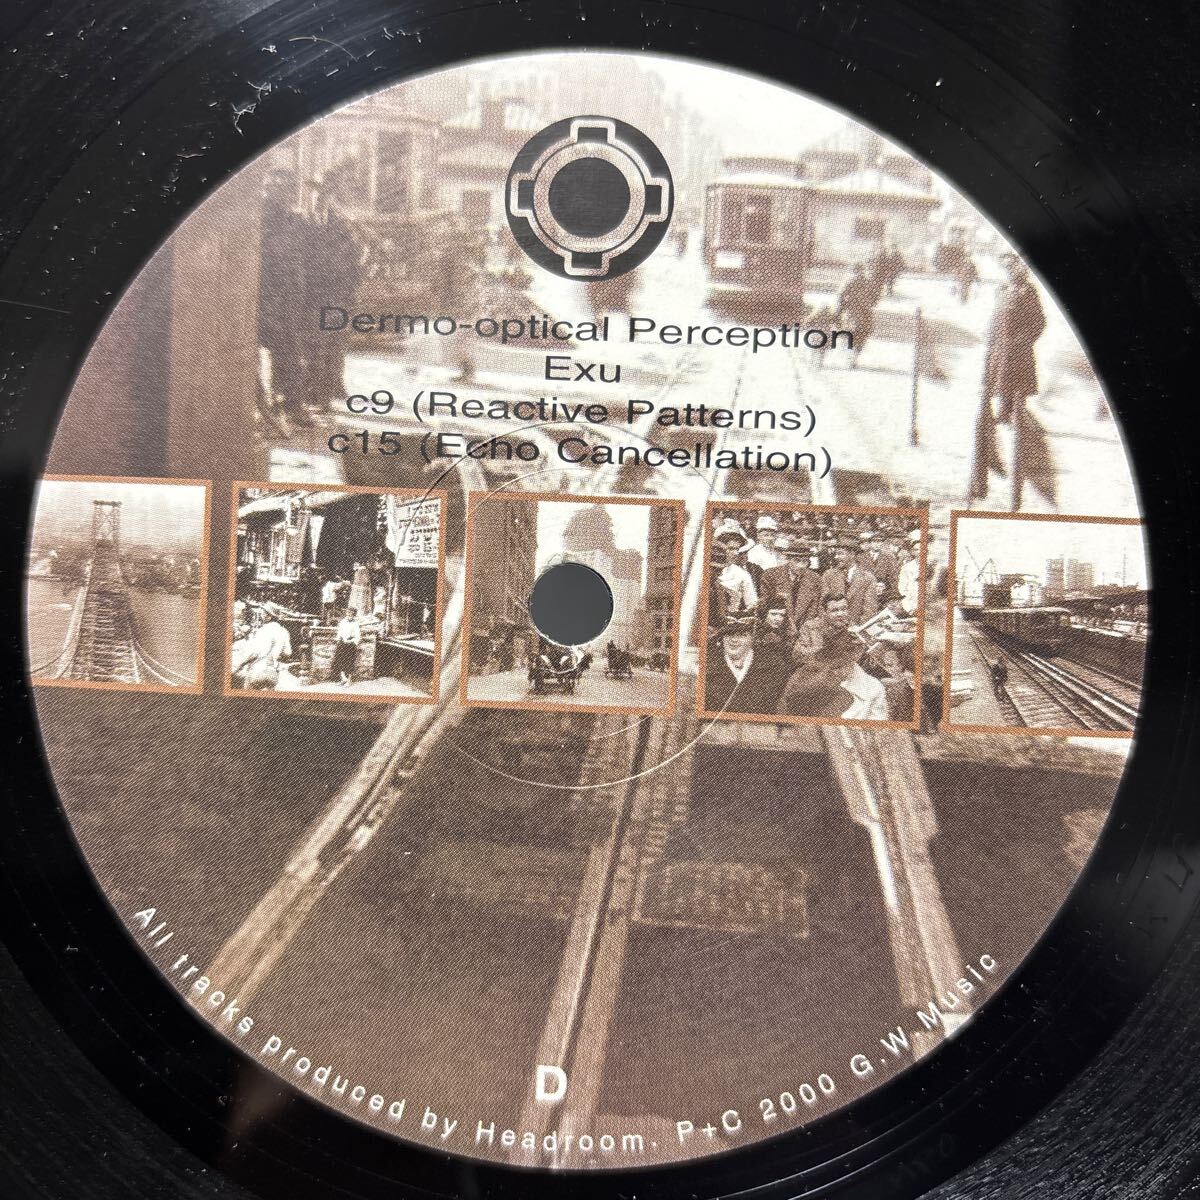 Dermo-optical Perception
Exu
c9 (Reactive Patterns)
c15 (Echo Cancellation)
D
All tracks produced by Headroom. P+C 2000 G.W Music